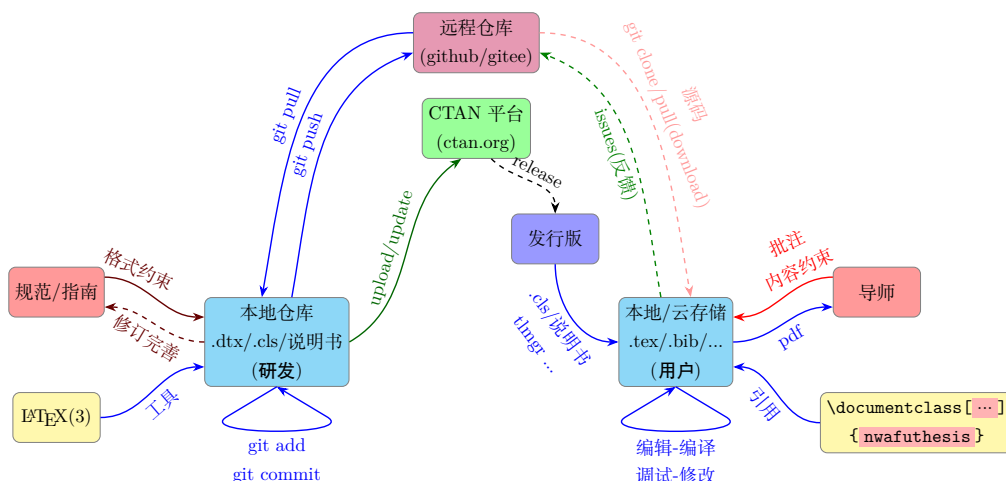 远程仓库
(github/gitee)
CTAN 平台
(ctan.org)
git pull
git push
issues(反馈)
源码
git clone/pull(download)
release
发行版
upload/update
格式约束
规范/指南
修订完善
本地仓库
.dtx/.cls/说明书
(研发)
.cls/说明书
tlmgr ...
本地/云存储
.tex/.bib/...
(用户)
批注
内容约束
导师
pdf
LATEX(3)
工具
git add
git commit
编辑-编译
调试-修改
引用
\documentclass[ ... ]
{ nwafuthesis }